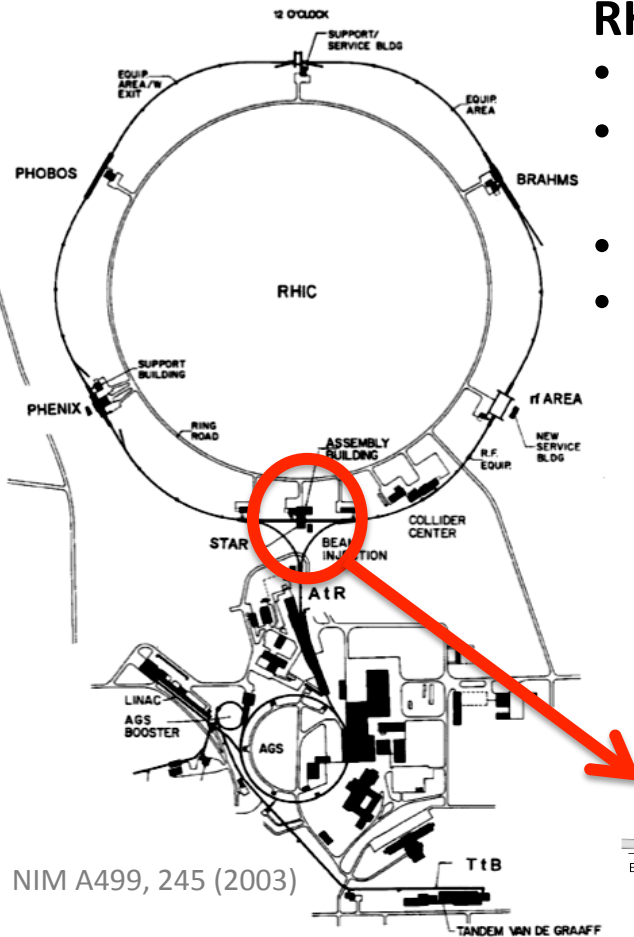 12 O'CLOCK
SUPPORT/
SERVICE BLDG
RH
EQUIP.
AREA/W
EXIT
EQUIP.
AREA
•
•
•
•
PHOBOS
BRAHMS
RHIC
SUPPORT
BUILDING
PHENIX
RING
ROAD
ASSEMBLY
BUILDING
rf AREA
NEW
SERVICE
BLDG
R.F.
EQUIP.
COLLIDER
CENTER
STAR
BEAM
INJECTION
AtR
LINAC
AGS
BOOSTER
AGS
NIM A499, 245 (2003)
TtB
TANDEM VAN DE GRAAFF